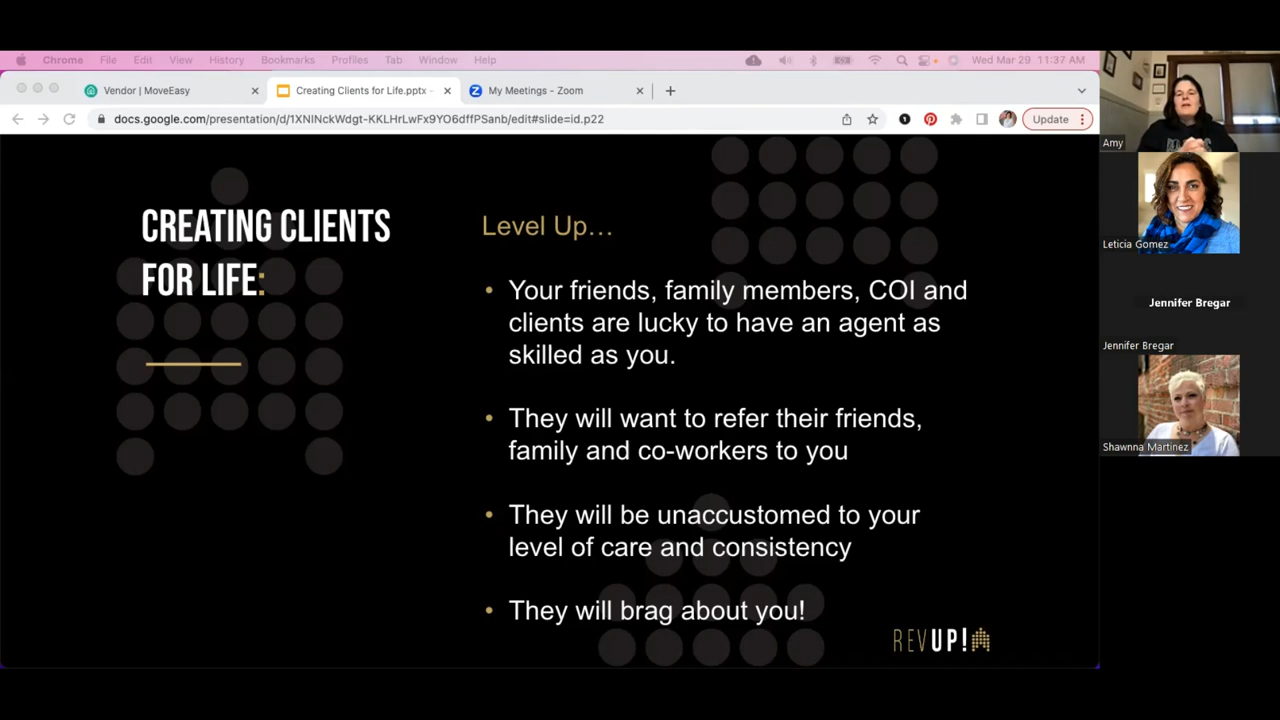 Chrome File Edit View History Bookmarks Profiles Tab Window Help Wed Mar 29 11:37 AM
Vendor | MoveEasy
Creating Clients for Life.pptx -
My Meetings - Zoom
docs.google.com/presentation/d/1XNINckWdgt-KKLHrLwFx9YO6dffPSanb/edit#slide=id.p22
Update
CREATING CLIENTS
FOR LIFE:
Level Up...
• Your friends, family members, COI and
clients are lucky to have an agent as
skilled as you.
• They will want to refer their friends,
family and co-workers to you
• They will be unaccustomed to your
level of care and consistency
• They will brag about you!
REVUP!
Amy
Leticia Gomez
Jennifer Bregar
Jennifer Bregar
Shawnna Martinez